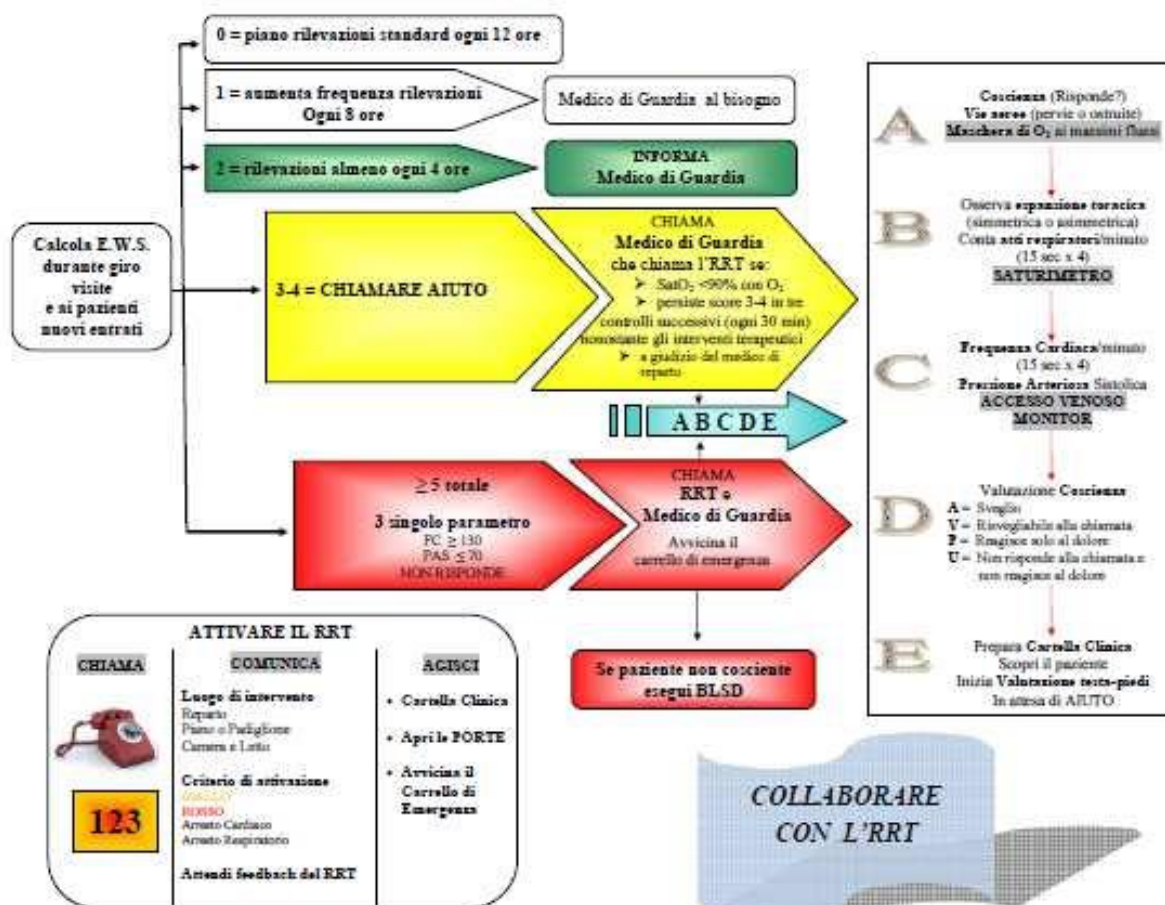 0 = piano rilevazioni standard ogni 12 ore
1 = aumenta frequenza rilevazioni
Ogni 8 ore
Medico di Guardia al bisogno
2 = rilevazioni almeno ogni 4 ore
INFORMA
Medico di Guardia
Calcola E.W.S.
durante giro
visite
e ai pazienti
nuovi entrati
3-4 = CHIAMARE AIUTO
CHIAMA
Medico di Guardia
che chiama l'RRT se:
➤ SatO2 <90% con O2
➤ persiste score 3-4 in tre
controlli successivi (ogni 30 min)
nonostante gli interventi terapeutici
➤ a giudizio del medico di
reparto
A B C D E
≥ 5 totale
3 singolo parametro
FC ≥ 130
PAS ≤ 70
NON RISPONDE
CHIAMA
RRT e
Medico di Guardia
Avvicina il
carrello di emergenza
Se paziente non cosciente
esegui BLSD
A
Coscienza (Risponde?)
Vie aeree (pervie o ostruite)
Maschera di O2 ai massimi flussi
B
Osserva espansione toracica
(simmetrica o asimmetrica)
Conta atti respiratori/minuto
(15 sec x 4)
SATURIMETRO
C
Frequenza Cardiaca/minuto
(15 sec x 4)
Pressione Arteriosa Sistolica
ACCESSO VENOSO
MONITOR
D
Valutazione Coscienza
A = Sveglio
V = Risvegliabile alla chiamata
P = Reagisce solo al dolore
U = Non risponde alla chiamata e
non reagisce al dolore
E
Prepara Cartella Clinica
Scopri il paziente
Inizia Valutazione testa-piedi
In attesa di AIUTO
ATTIVARE IL RRT
CHIAMA
123
COMUNICA
Luogo di intervento
Reparto
Piano o Padiglione
Camera e Letto
Criterio di attivazione
GIALLO
ROSSO
Arresto Cardiaco
Arresto Respiratorio
Attendi feedback del RRT
AGISCI
• Cartella Clinica
• Apri le PORTE
• Avvicina il
Carrello di
Emergenza
COLLABORARE
CON L'RRT